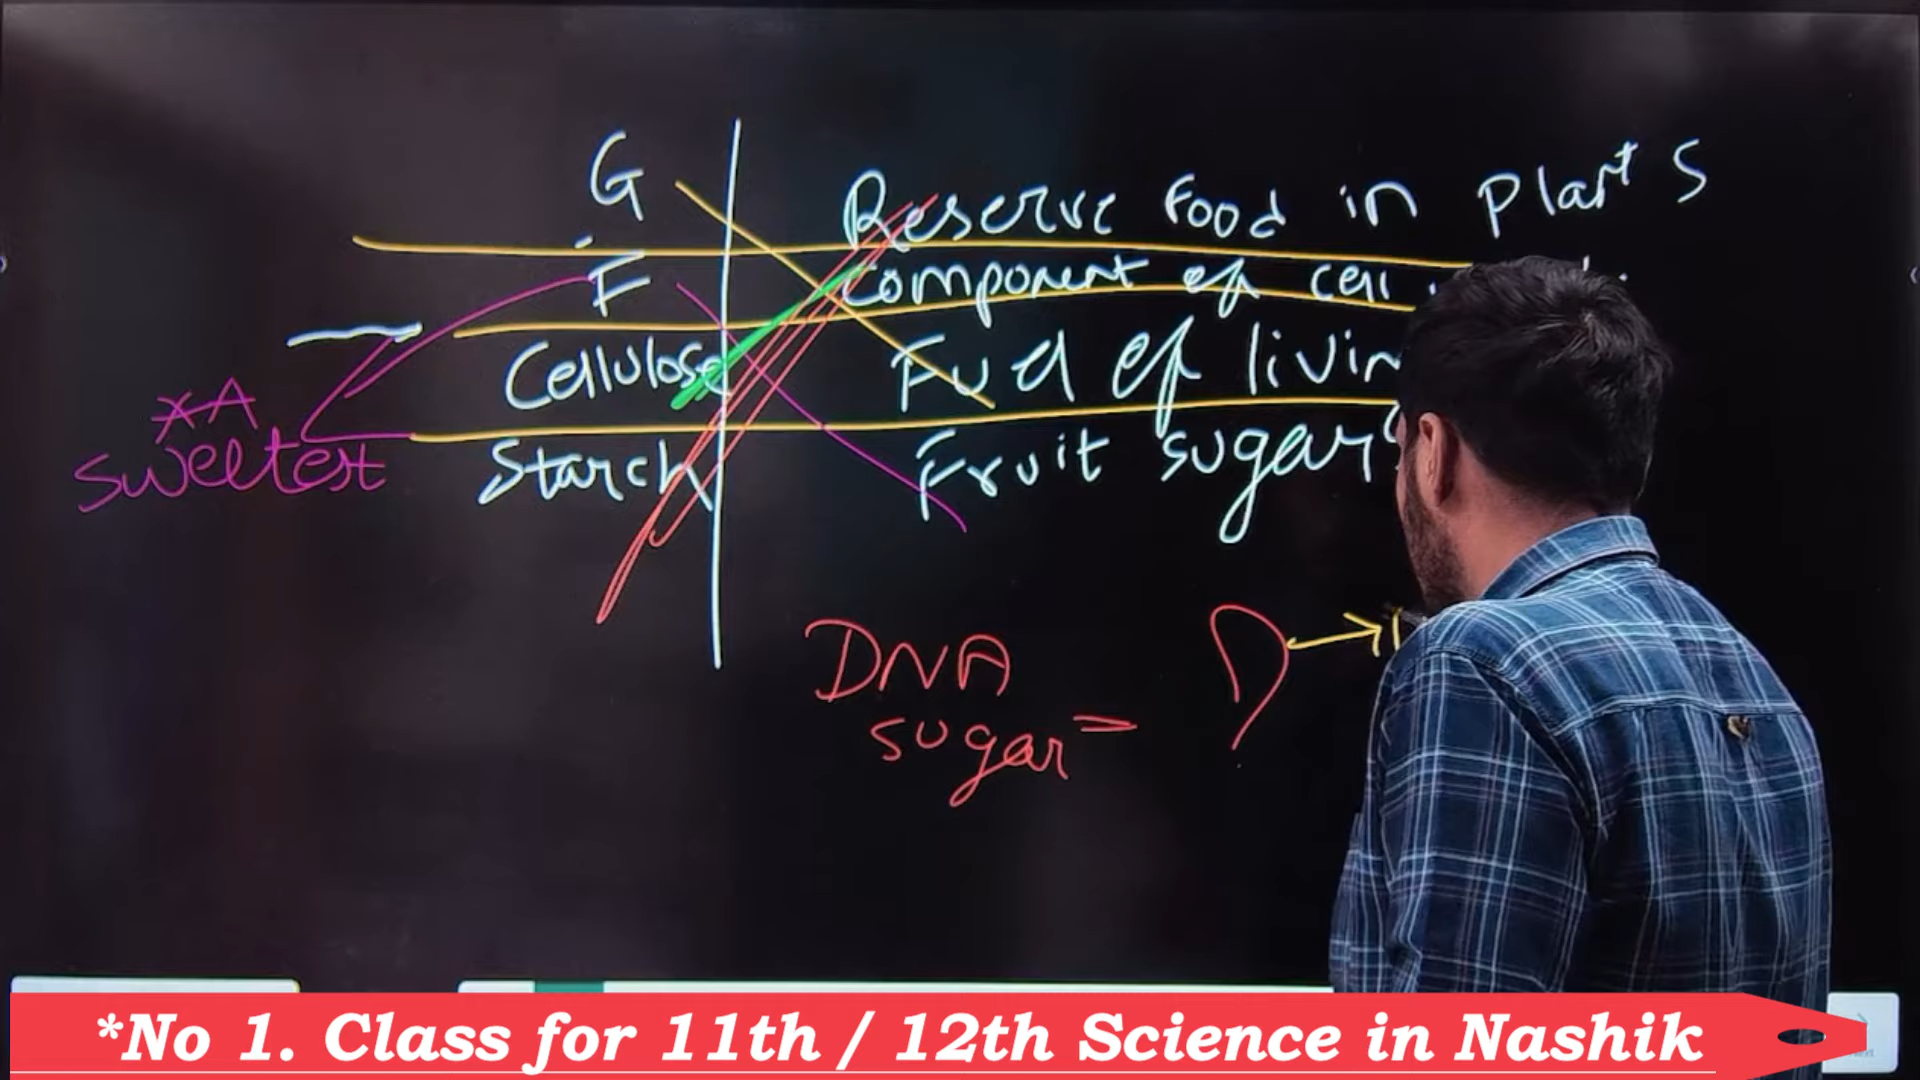 G
Reserve Food in Plants
F
Component of cell
Cellulose
Fuel of livin
*A
Sweetest
Starch
Fruit sugar
DNA
sugar =
D
*No 1. Class for 11th / 12th Science in Nashik